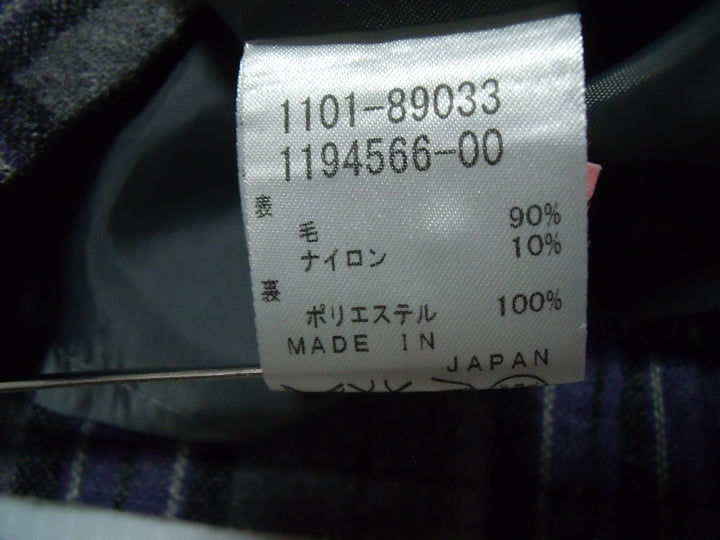 1101-89033
1194566-00
表
毛 90%
ナイロン 10%
裏
ポリエステル 100%
MADE IN
JAPAN